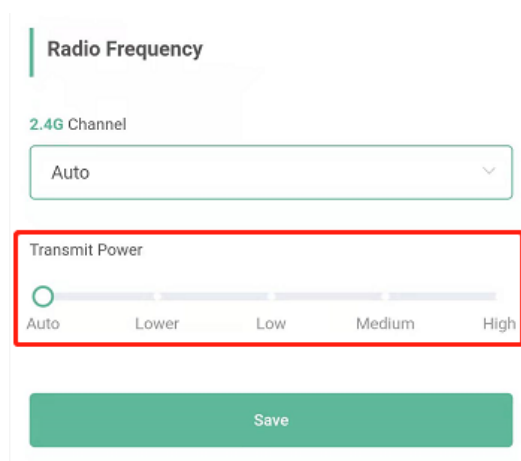 Radio Frequency
2.4G Channel
Auto
Transmit Power
Auto Lower Low Medium High
Save